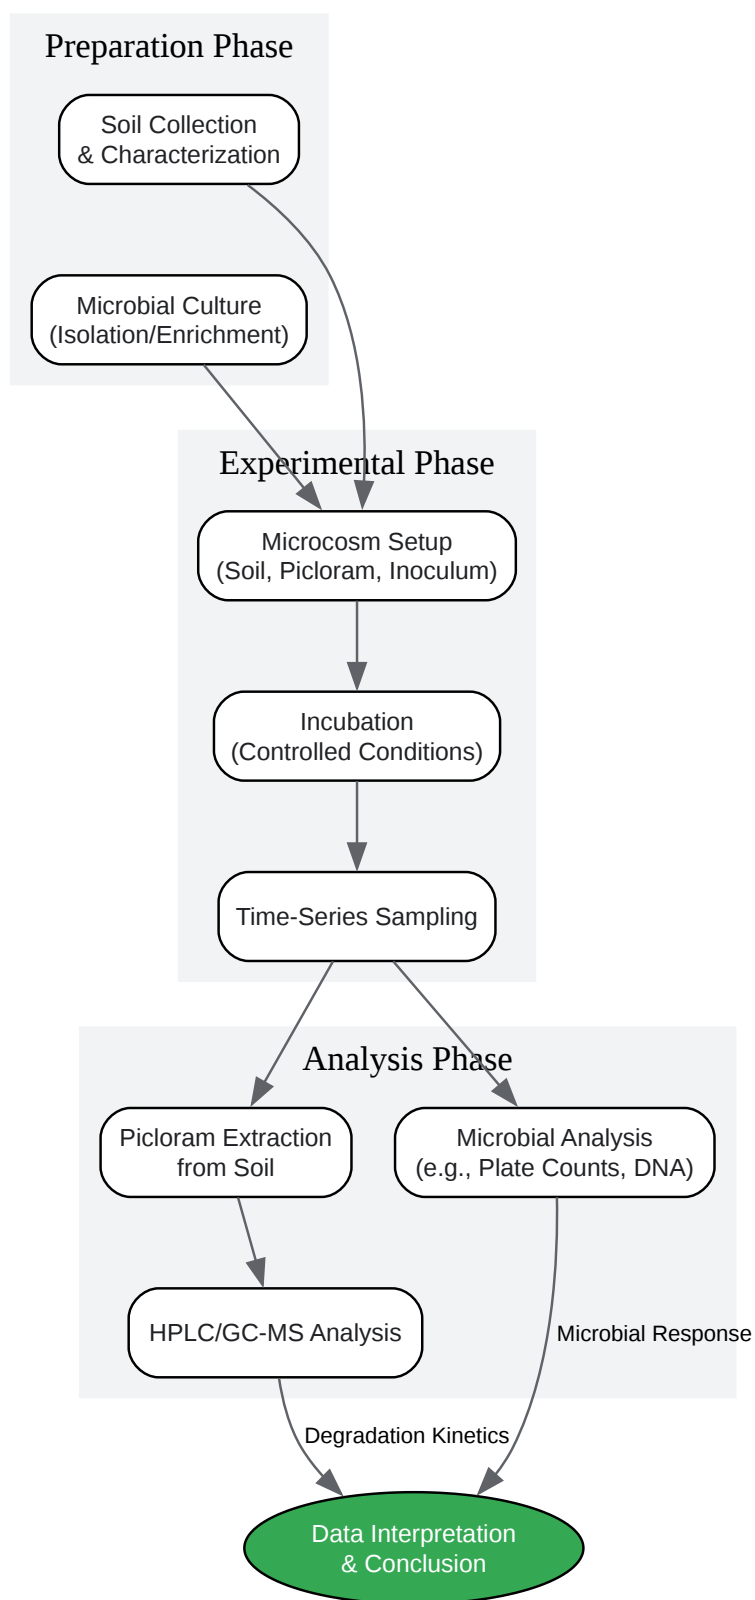 Preparation Phase
Soil Collection
& Characterization
Microbial Culture
(Isolation/Enrichment)
Experimental Phase
Microcosm Setup
(Soil, Picloram, Inoculum)
Incubation
(Controlled Conditions)
Time-Series Sampling
Analysis Phase
Picloram Extraction
from Soil
Microbial Analysis
(e.g., Plate Counts, DNA)
HPLC/GC-MS Analysis
Microbial Response
Degradation Kinetics
Data Interpretation
& Conclusion